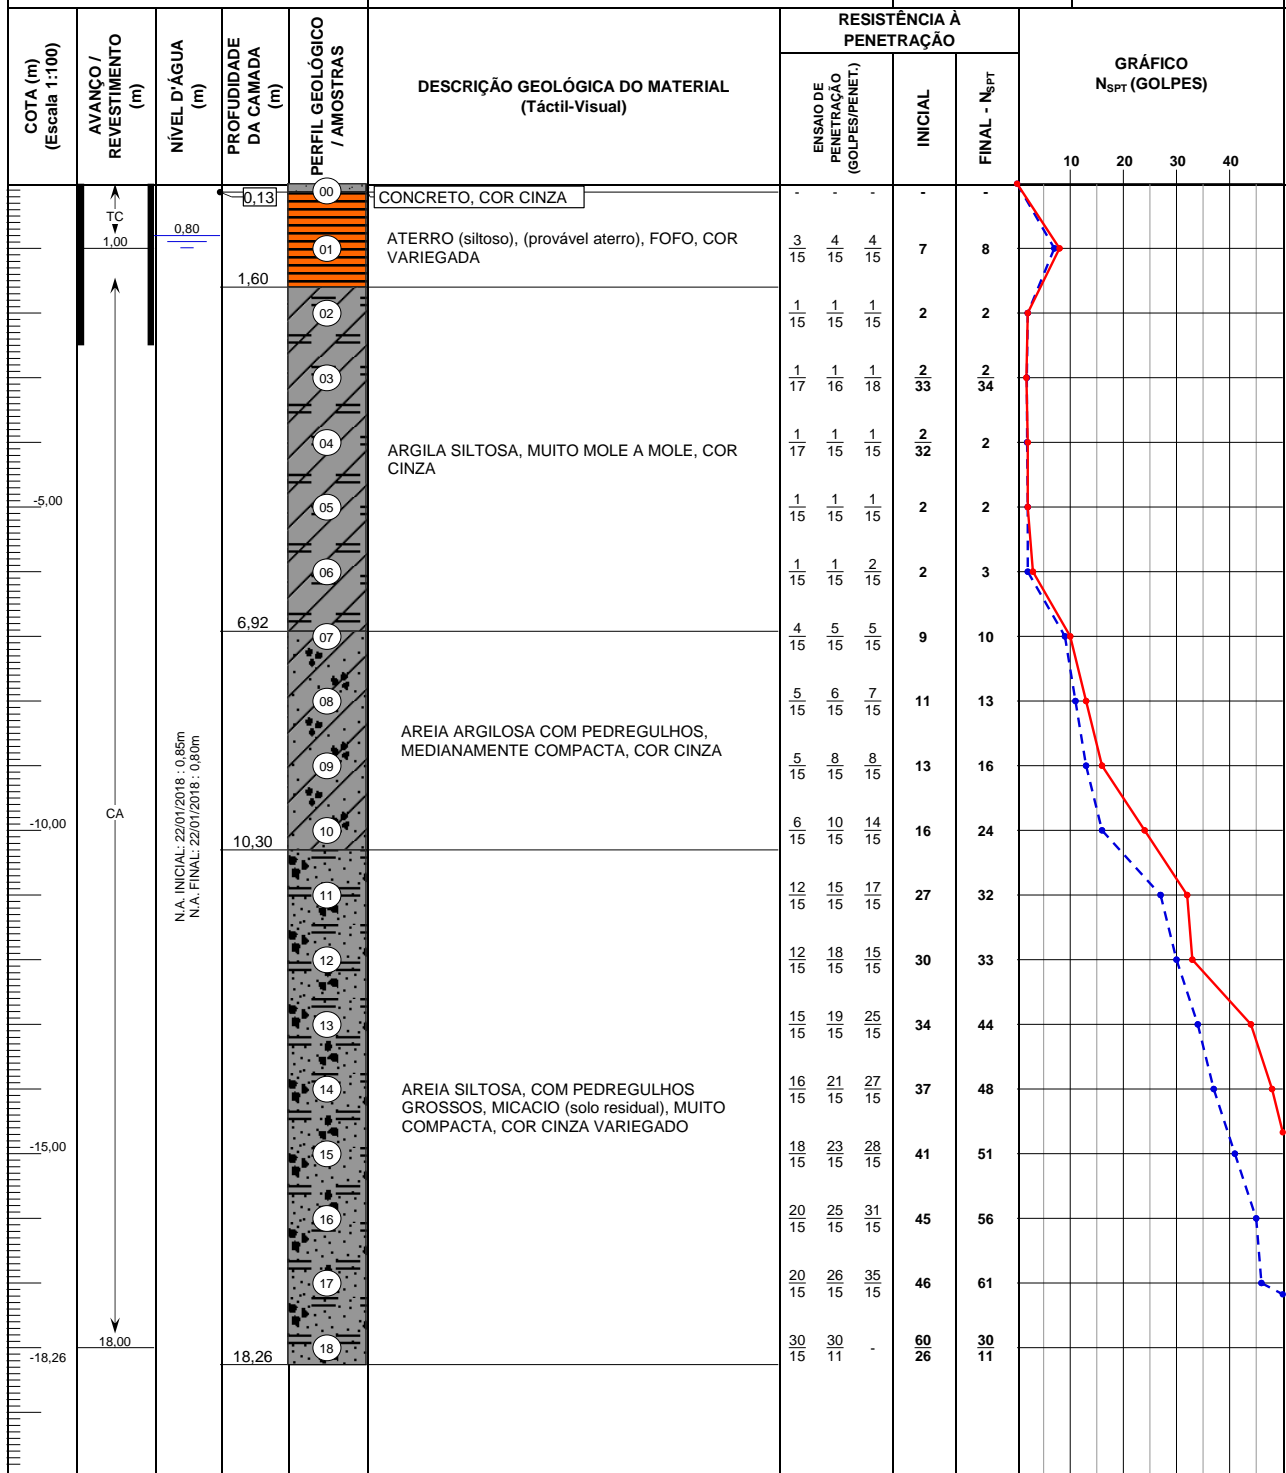 COTA (m)
(Escala 1:100)
AVANÇO /
REVESTIMENTO
(m)
NÍVEL D'ÁGUA
(m)
PROFUDIDADE
DA CAMADA
(m)
PERFIL GEOLÓGICO
/ AMOSTRAS
DESCRIÇÃO GEOLÓGICA DO MATERIAL
(Táctil-Visual)
RESISTÊNCIA À
PENETRAÇÃO
ENSAIO DE
PENETRAÇÃO
(GOLPES/PENET.)
INICIAL
FINAL - NSPT
GRÁFICO
NSPT (GOLPES)
10 20 30 40
00 - - - - -
0,13 CONCRETO, COR CINZA
TC
0,80
1,00
ATERRO (siltoso), (provável aterro), FOFO, COR
VARIEGADA
01 3/15 4/15 4/15 7 8
1,60
02 1/15 1/15 1/15 2 2
03 1/17 1/16 1/18 2/33 2/34
04 1/17 1/15 1/15 2/32 2
ARGILA SILTOSA, MUITO MOLE A MOLE, COR
CINZA
-5,00
05 1/15 1/15 1/15 2 2
06 1/15 1/15 2/15 2 3
6,92
07 4/15 5/15 5/15 9 10
08 5/15 6/15 7/15 11 13
AREIA ARGILOSA COM PEDREGULHOS,
MEDIANAMENTE COMPACTA, COR CINZA
09 5/15 8/15 8/15 13 16
N.A. INICIAL: 22/01/2018 : 0,85m
N.A. FINAL: 22/01/2018 : 0,80m
CA
-10,00
10 6/15 10/15 14/15 16 24
10,30
11 12/15 15/15 17/15 27 32
12 12/15 18/15 15/15 30 33
13 15/15 19/15 25/15 34 44
14 16/15 21/15 27/15 37 48
AREIA SILTOSA, COM PEDREGULHOS
GROSSOS, MICACIO (solo residual), MUITO
COMPACTA, COR CINZA VARIEGADO
-15,00
15 18/15 23/15 28/15 41 51
16 20/15 25/15 31/15 45 56
17 20/15 26/15 35/15 46 61
18,00
18 30/15 30/11 - 60/26 30/11
-18,26
18,26